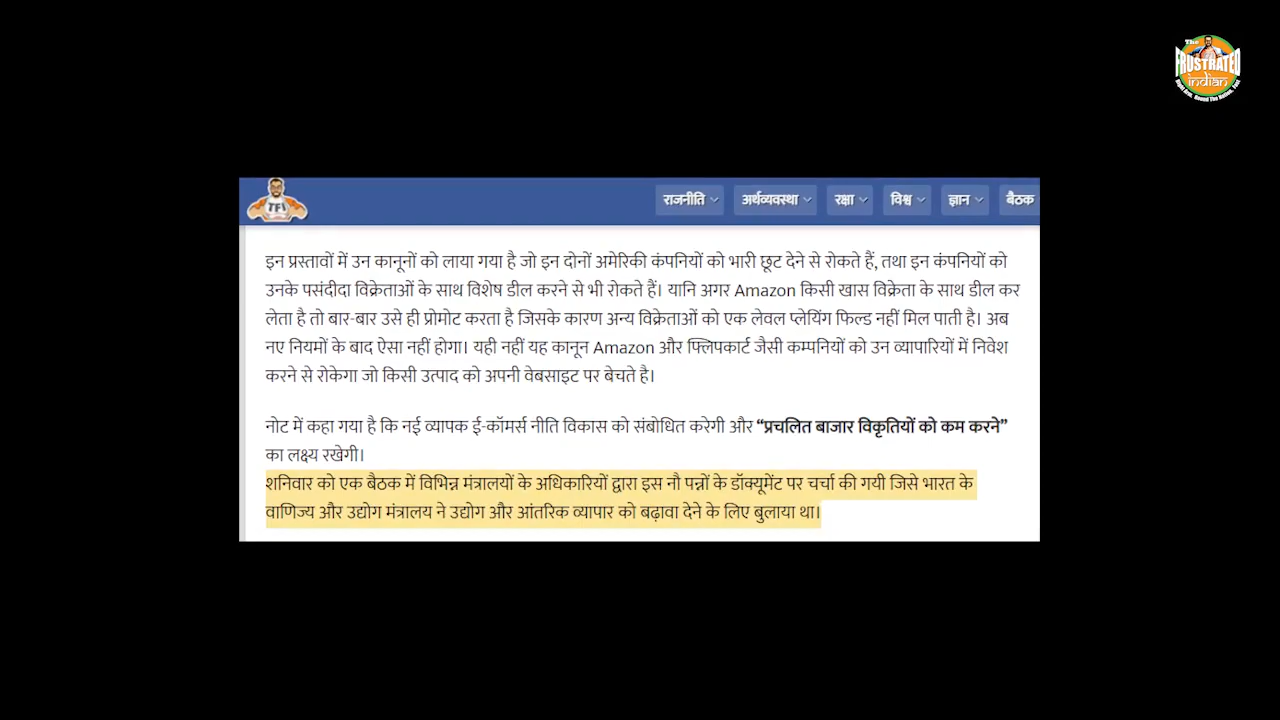 The
FRUSTRATED
indian
TFI
राजनीति अर्थव्यवस्था रक्षा विश्व ज्ञान बैठक
इन प्रस्तावों में उन कानूनों को लाया गया है जो इन दोनों अमेरिकी कंपनियों को भारी छूट देने से रोकते हैं, तथा इन कंपनियों को
उनके पसंदीदा विक्रेताओं के साथ विशेष डील करने से भी रोकते हैं। यानि अगर Amazon किसी खास विक्रेता के साथ डील कर
लेता है तो बार-बार उसे ही प्रोमोट करता है जिसके कारण अन्य विक्रेताओं को एक लेवल प्लेयिंग फिल्ड नहीं मिल पाती है। अब
नए नियमों के बाद ऐसा नहीं होगा। यही नहीं यह कानून Amazon और फ्लिपकार्ट जैसी कम्पनियों को उन व्यापारियों में निवेश
करने से रोकेगा जो किसी उत्पाद को अपनी वेबसाइट पर बेचते है।
नोट में कहा गया है कि नई व्यापक ई-कॉमर्स नीति विकास को संबोधित करेगी और “प्रचलित बाजार विकृतियों को कम करने”
का लक्ष्य रखेगी।
शनिवार को एक बैठक में विभिन्न मंत्रालयों के अधिकारियों द्वारा इस नौ पन्नों के डॉक्यूमेंट पर चर्चा की गयी जिसे भारत के
वाणिज्य और उद्योग मंत्रालय ने उद्योग और आंतरिक व्यापार को बढ़ावा देने के लिए बुलाया था।